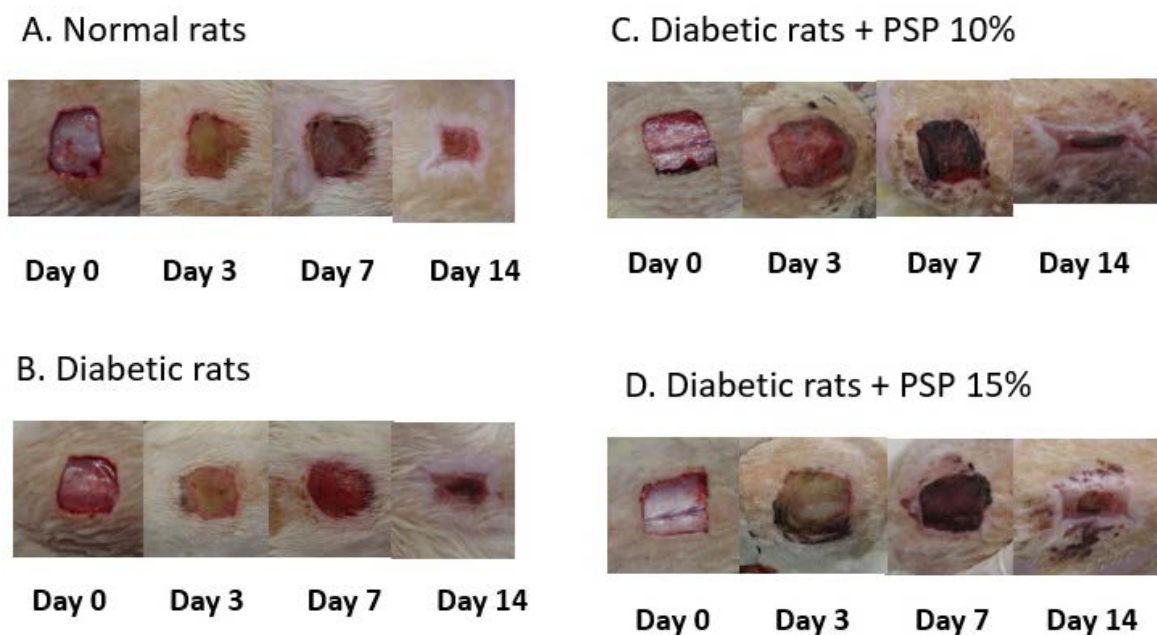 A. Normal rats
Day 0 Day 3 Day 7 Day 14
B. Diabetic rats
Day 0 Day 3 Day 7 Day 14
C. Diabetic rats + PSP 10%
Day 0 Day 3 Day 7 Day 14
D. Diabetic rats + PSP 15%
Day 0 Day 3 Day 7 Day 14